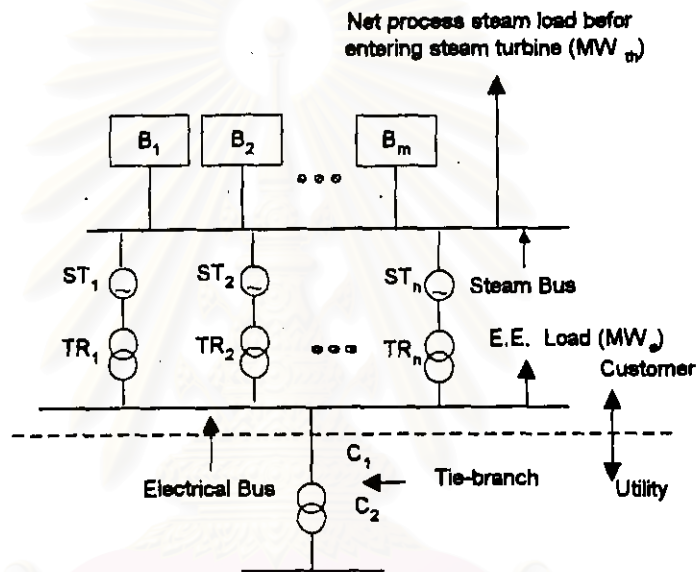 Net process steam load befor
entering steam turbine (MW th)
B1 B2 Bm
ST1 ST2 STn
Steam Bus
TR1 TR2 TRn
E.E. Load (MWe)
Customer
C1
Electrical Bus
Tie-branch
C2
Utility